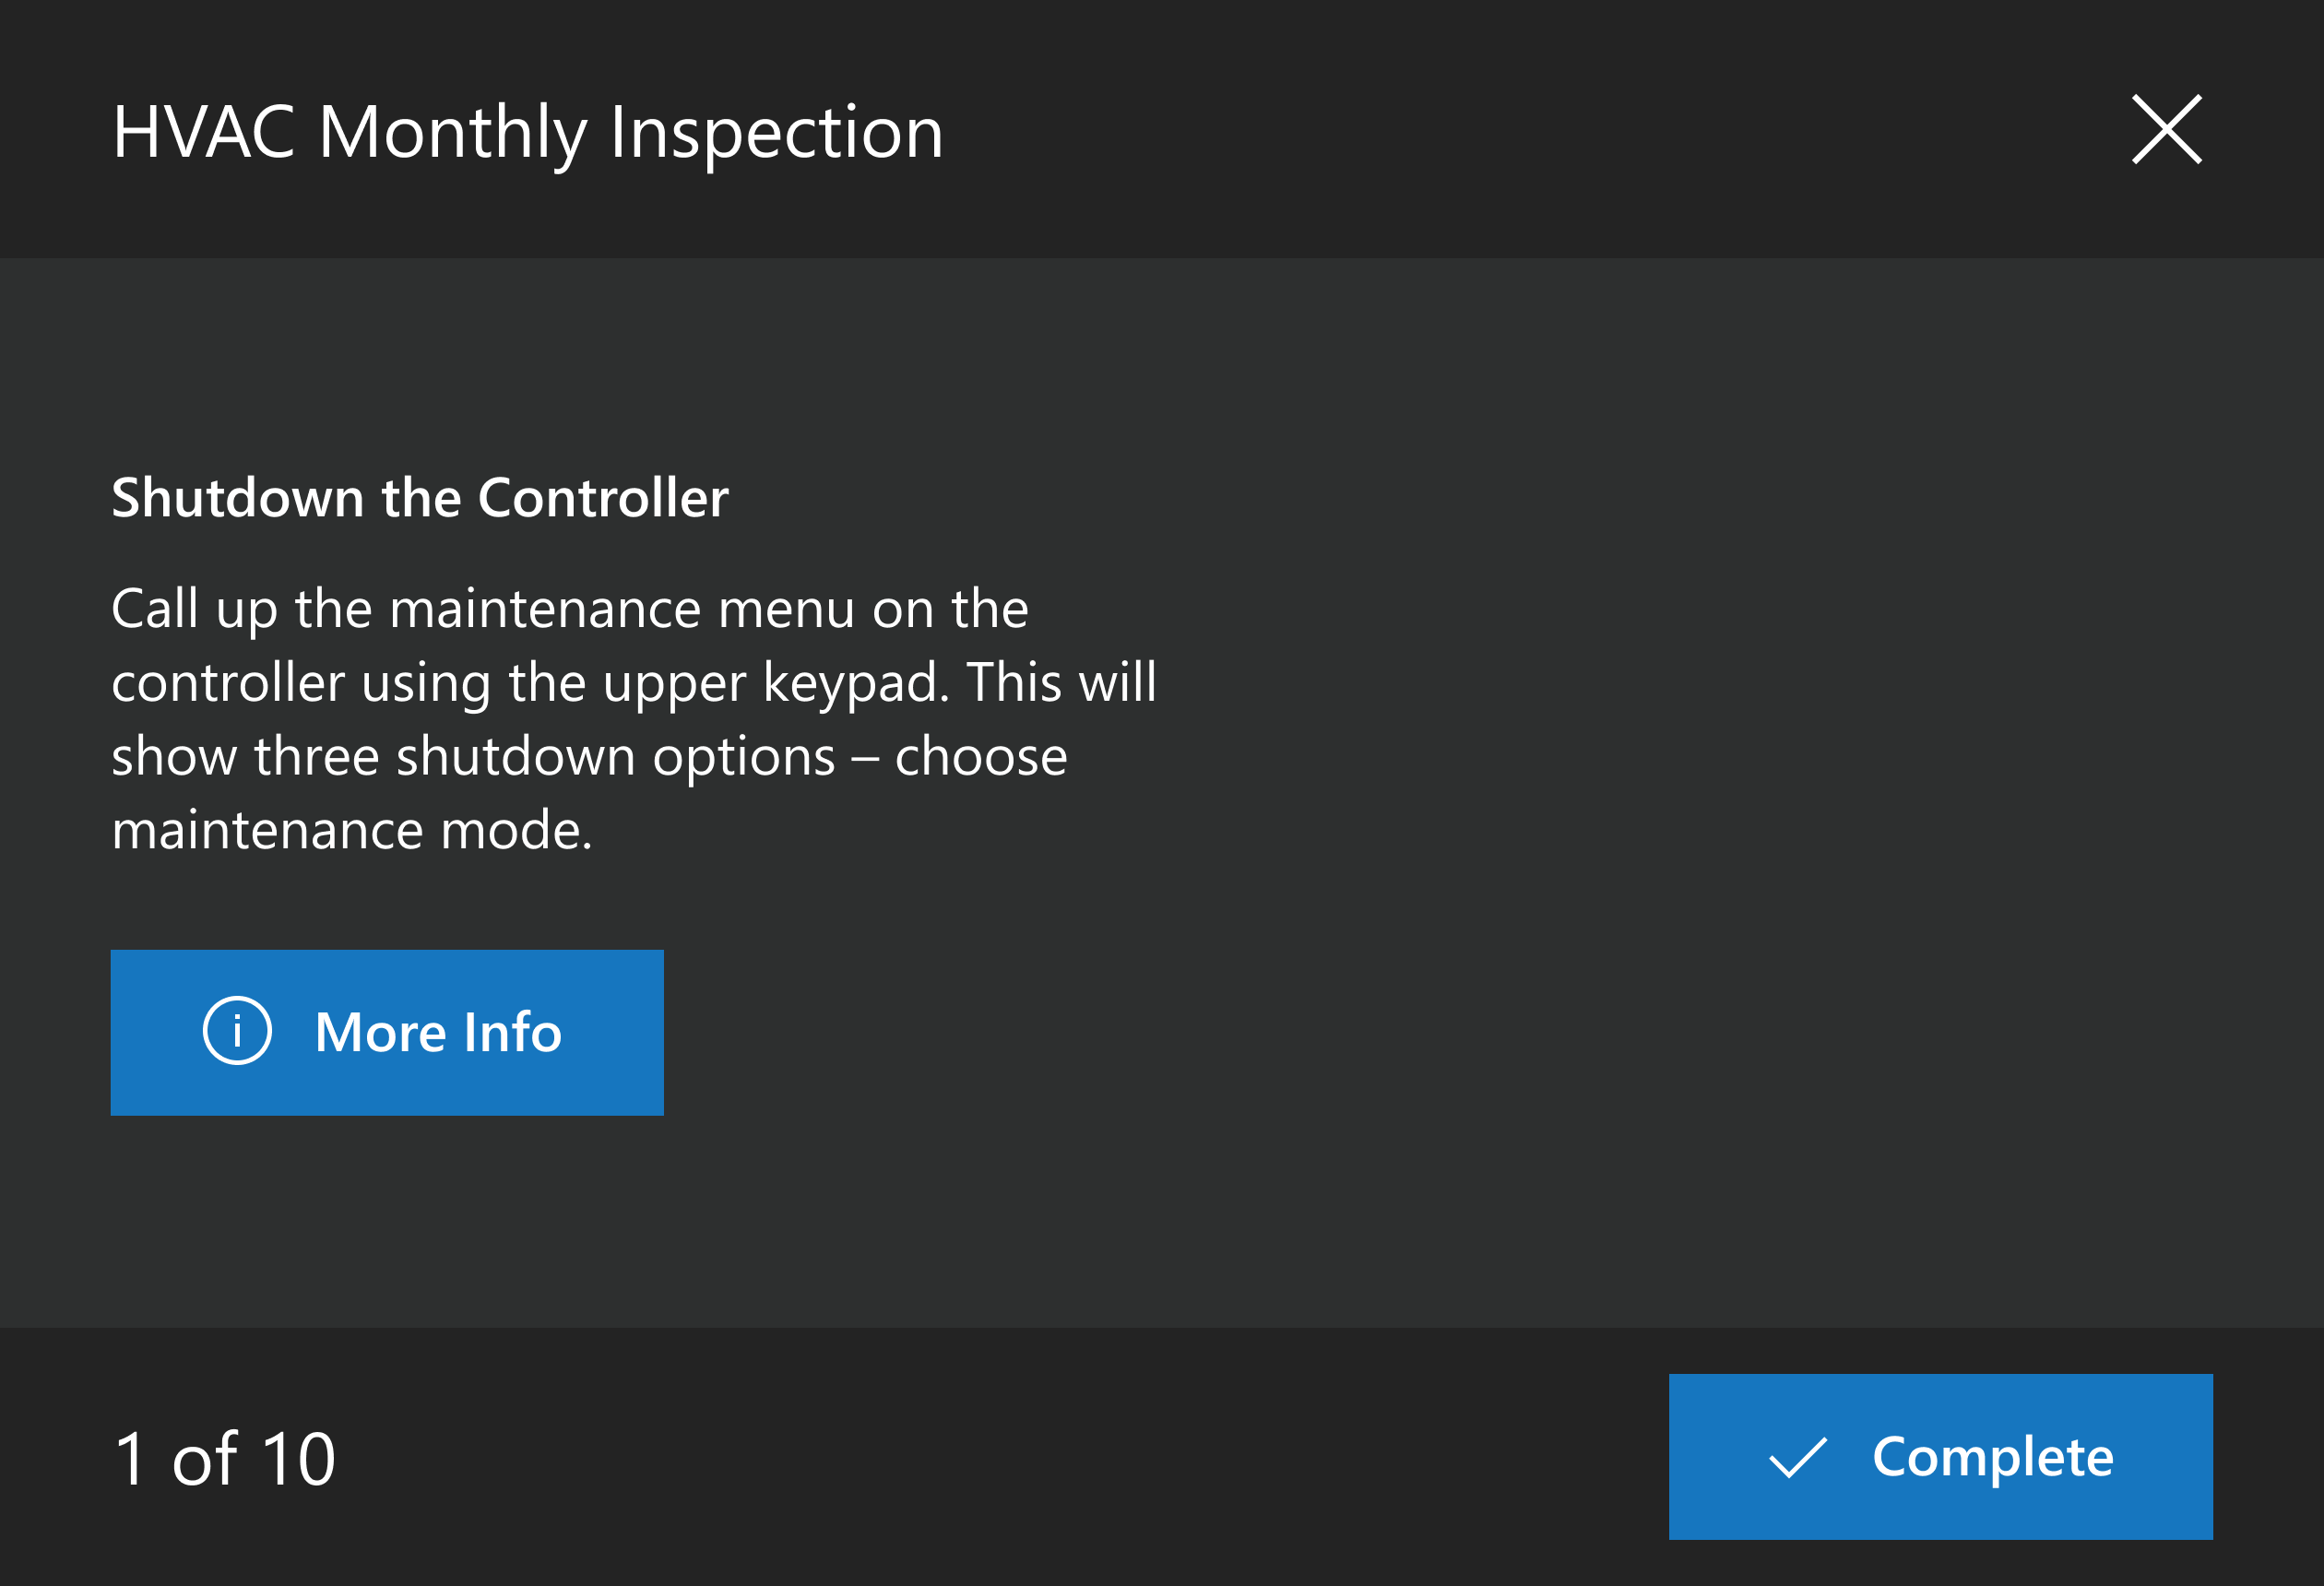 HVAC Monthly Inspection
Shutdown the Controller
Call up the maintenance menu on the
controller using the upper keypad. This will
show three shutdown options – choose
maintenance mode.
More Info
1 of 10
Complete